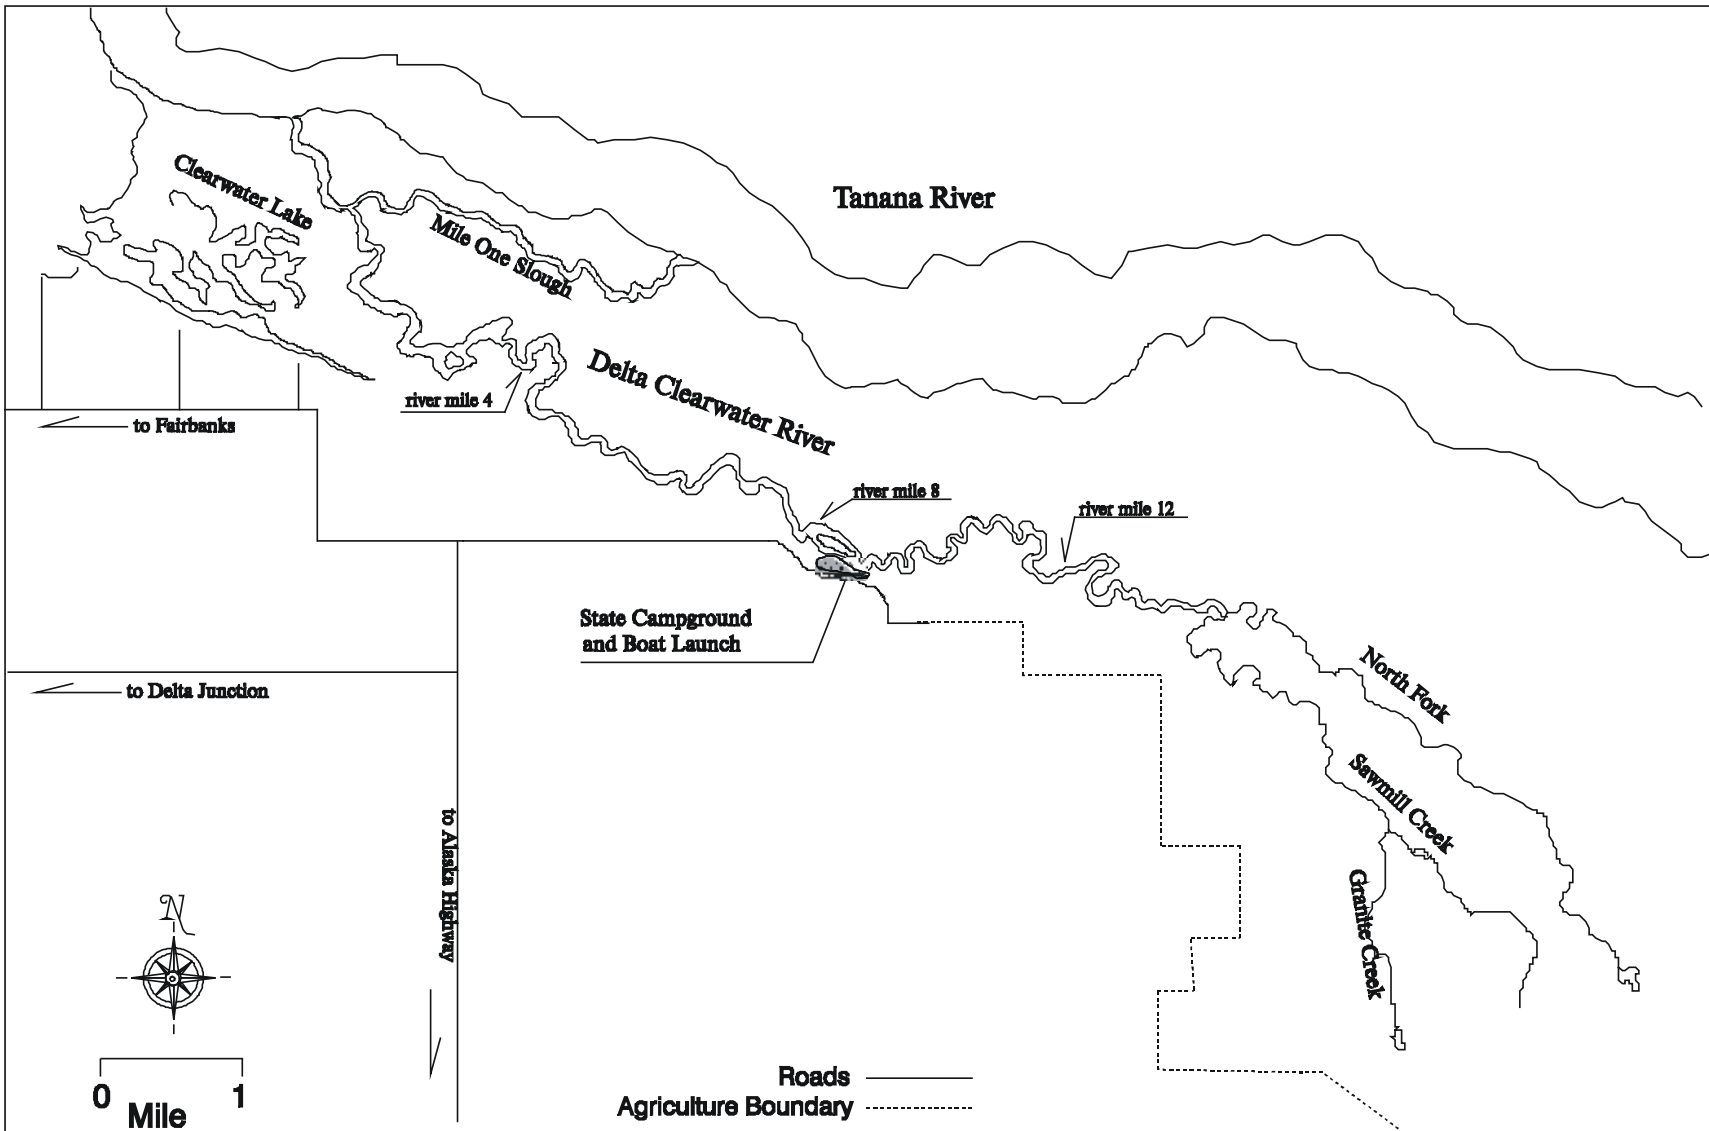 Clearwater Lake
Tanana River
Mile One Slough
Delta Clearwater River
river mile 4
to Fairbanks
river mile 8
river mile 12
State Campground
and Boat Launch
North Fork
to Delta Junction
Sawmill Creek
to Alaska Highway
Granite Creek
N
0 1
Mile
Roads
Agriculture Boundary